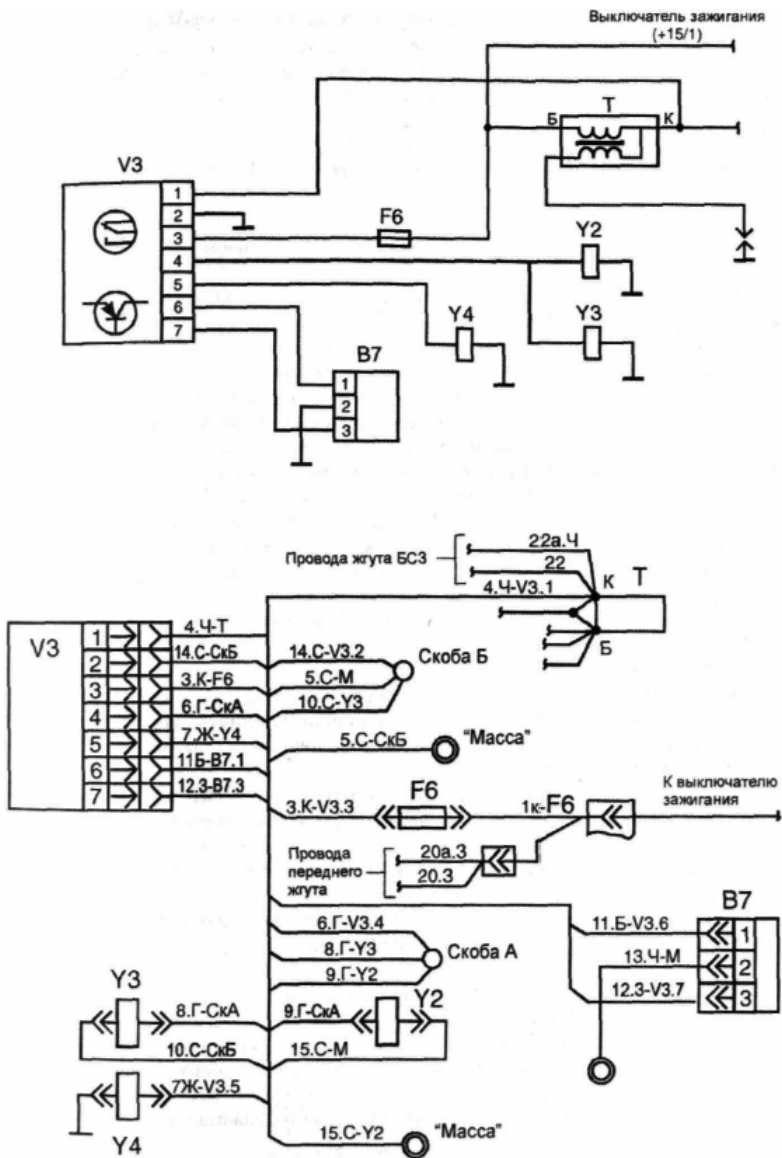 Выключатель зажигания
(+15/1)
T
Б
К
V3
1
2
3
4
5
6
7
F6
Y2
Y4
Y3
B7
1
2
3
Провода жгута БСЗ
22а.Ч
22
4.Ч-V3.1
К
T
Б
V3
1
2
3
4
5
6
7
4.Ч-Т
14.С-СкБ
3.К-F6
6.Г-СкА
7.Ж-Y4
11Б-В7.1
12.З-В7.3
14.С-V3.2
5.С-М
10.С-Y3
Скоба Б
5.С-СкБ
"Масса"
3.К-V3.3
F6
1к-F6
К выключателю
зажигания
Провода
переднего
жгута
20а.З
20.З
B7
11.Б-V3.6
13.Ч-М
12.З-V3.7
1
2
3
6.Г-V3.4
8.Г-Y3
9.Г-Y2
Скоба А
Y3
8.Г-СкА
9.Г-СкА
Y2
10.С-СкБ
15.С-М
7Ж-V3.5
Y4
15.С-Y2
"Масса"